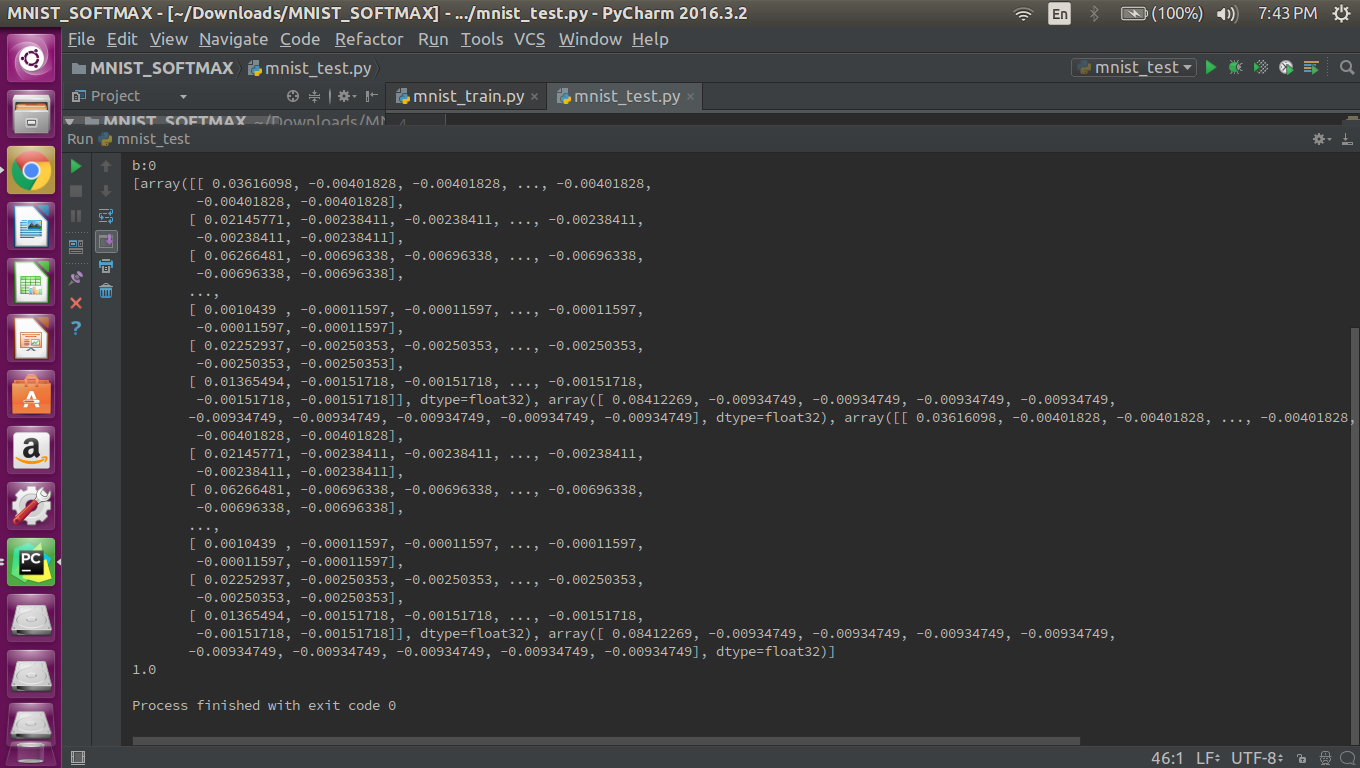 MNIST_SOFTMAX - [~/Downloads/MNIST_SOFTMAX] - .../mnist_test.py - PyCharm 2016.3.2
En
(100%)
7:43 PM
File Edit View Navigate Code Refactor Run Tools VCS Window Help
MNIST_SOFTMAX mnist_test.py
mnist_test
Project
mnist_train.py
mnist_test.py
MNIST_SOFTMAX ~/Downloads/MN
4
Run mnist_test
b:0
[array([[ 0.03616098, -0.00401828, -0.00401828, ..., -0.00401828,
-0.00401828, -0.00401828],
[ 0.02145771, -0.00238411, -0.00238411, ..., -0.00238411,
-0.00238411, -0.00238411],
[ 0.06266481, -0.00696338, -0.00696338, ..., -0.00696338,
-0.00696338, -0.00696338],
...,
[ 0.0010439 , -0.00011597, -0.00011597, ..., -0.00011597,
-0.00011597, -0.00011597],
[ 0.02252937, -0.00250353, -0.00250353, ..., -0.00250353,
-0.00250353, -0.00250353],
[ 0.01365494, -0.00151718, -0.00151718, ..., -0.00151718,
-0.00151718, -0.00151718]], dtype=float32), array([ 0.08412269, -0.00934749, -0.00934749, -0.00934749, -0.00934749,
-0.00934749, -0.00934749, -0.00934749, -0.00934749, -0.00934749], dtype=float32), array([[ 0.03616098, -0.00401828, -0.00401828, ..., -0.00401828,
-0.00401828, -0.00401828],
[ 0.02145771, -0.00238411, -0.00238411, ..., -0.00238411,
-0.00238411, -0.00238411],
[ 0.06266481, -0.00696338, -0.00696338, ..., -0.00696338,
-0.00696338, -0.00696338],
...,
[ 0.0010439 , -0.00011597, -0.00011597, ..., -0.00011597,
-0.00011597, -0.00011597],
[ 0.02252937, -0.00250353, -0.00250353, ..., -0.00250353,
-0.00250353, -0.00250353],
[ 0.01365494, -0.00151718, -0.00151718, ..., -0.00151718,
-0.00151718, -0.00151718]], dtype=float32), array([ 0.08412269, -0.00934749, -0.00934749, -0.00934749, -0.00934749,
-0.00934749, -0.00934749, -0.00934749, -0.00934749, -0.00934749], dtype=float32)]
1.0
Process finished with exit code 0
46:1 LF UTF-8